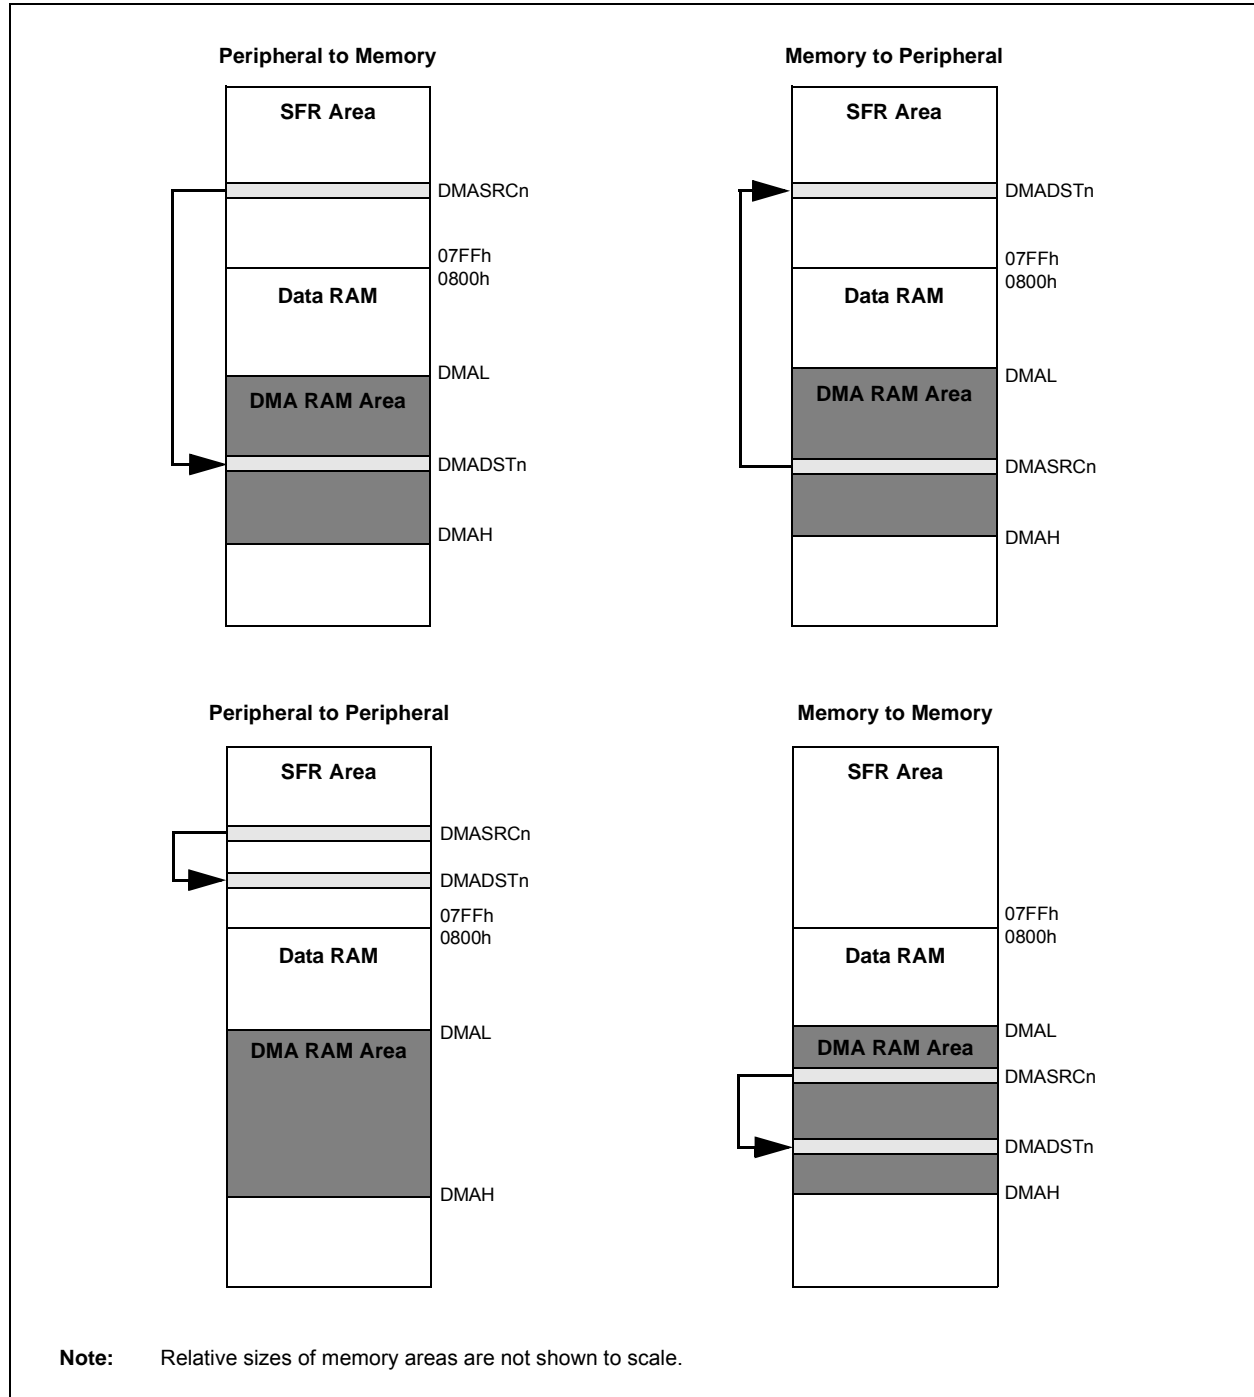 Peripheral to Memory
SFR Area
DMASRCn
07FFh
0800h
Data RAM
DMAL
DMA RAM Area
DMADSTn
DMAH
Memory to Peripheral
SFR Area
DMADSTn
07FFh
0800h
Data RAM
DMAL
DMA RAM Area
DMASRCn
DMAH
Peripheral to Peripheral
SFR Area
DMASRCn
DMADSTn
07FFh
0800h
Data RAM
DMAL
DMA RAM Area
DMAH
Memory to Memory
SFR Area
07FFh
0800h
Data RAM
DMAL
DMA RAM Area
DMASRCn
DMADSTn
DMAH
Note: Relative sizes of memory areas are not shown to scale.